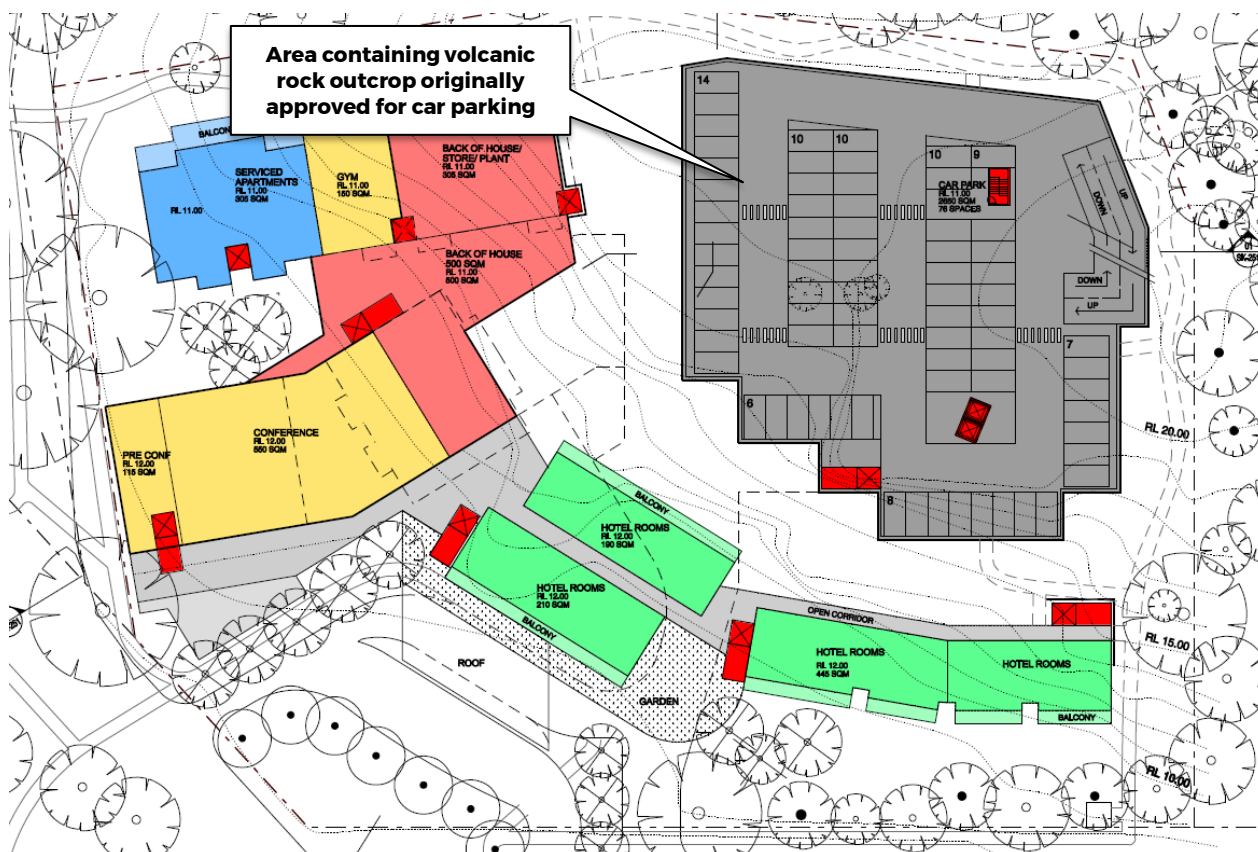 Area containing volcanic
rock outcrop originally
approved for car parking
14
10
10
10
9
CAR PARK
RL 11.00
2650 SQM
76 SPACES
UP
DOWN
DOWN
UP
7
6
8
BALCONY
SERVICED
APARTMENTS
RL 11.00
305 SQM
RL 11.00
GYM
RL 11.00
150 SQM
BACK OF HOUSE/
STORE/ PLANT
RL 11.00
305 SQM
BACK OF HOUSE
500 SQM
RL 11.00
500 SQM
CONFERENCE
RL 12.00
550 SQM
PRE CONF
RL 12.00
115 SQM
BALCONY
HOTEL ROOMS
RL 12.00
190 SQM
HOTEL ROOMS
RL 12.00
210 SQM
BALCONY
ROOF
GARDEN
OPEN CORRIDOR
HOTEL ROOMS
RL 12.00
445 SQM
HOTEL ROOMS
BALCONY
RL 20.00
RL 15.00
RL 10.00